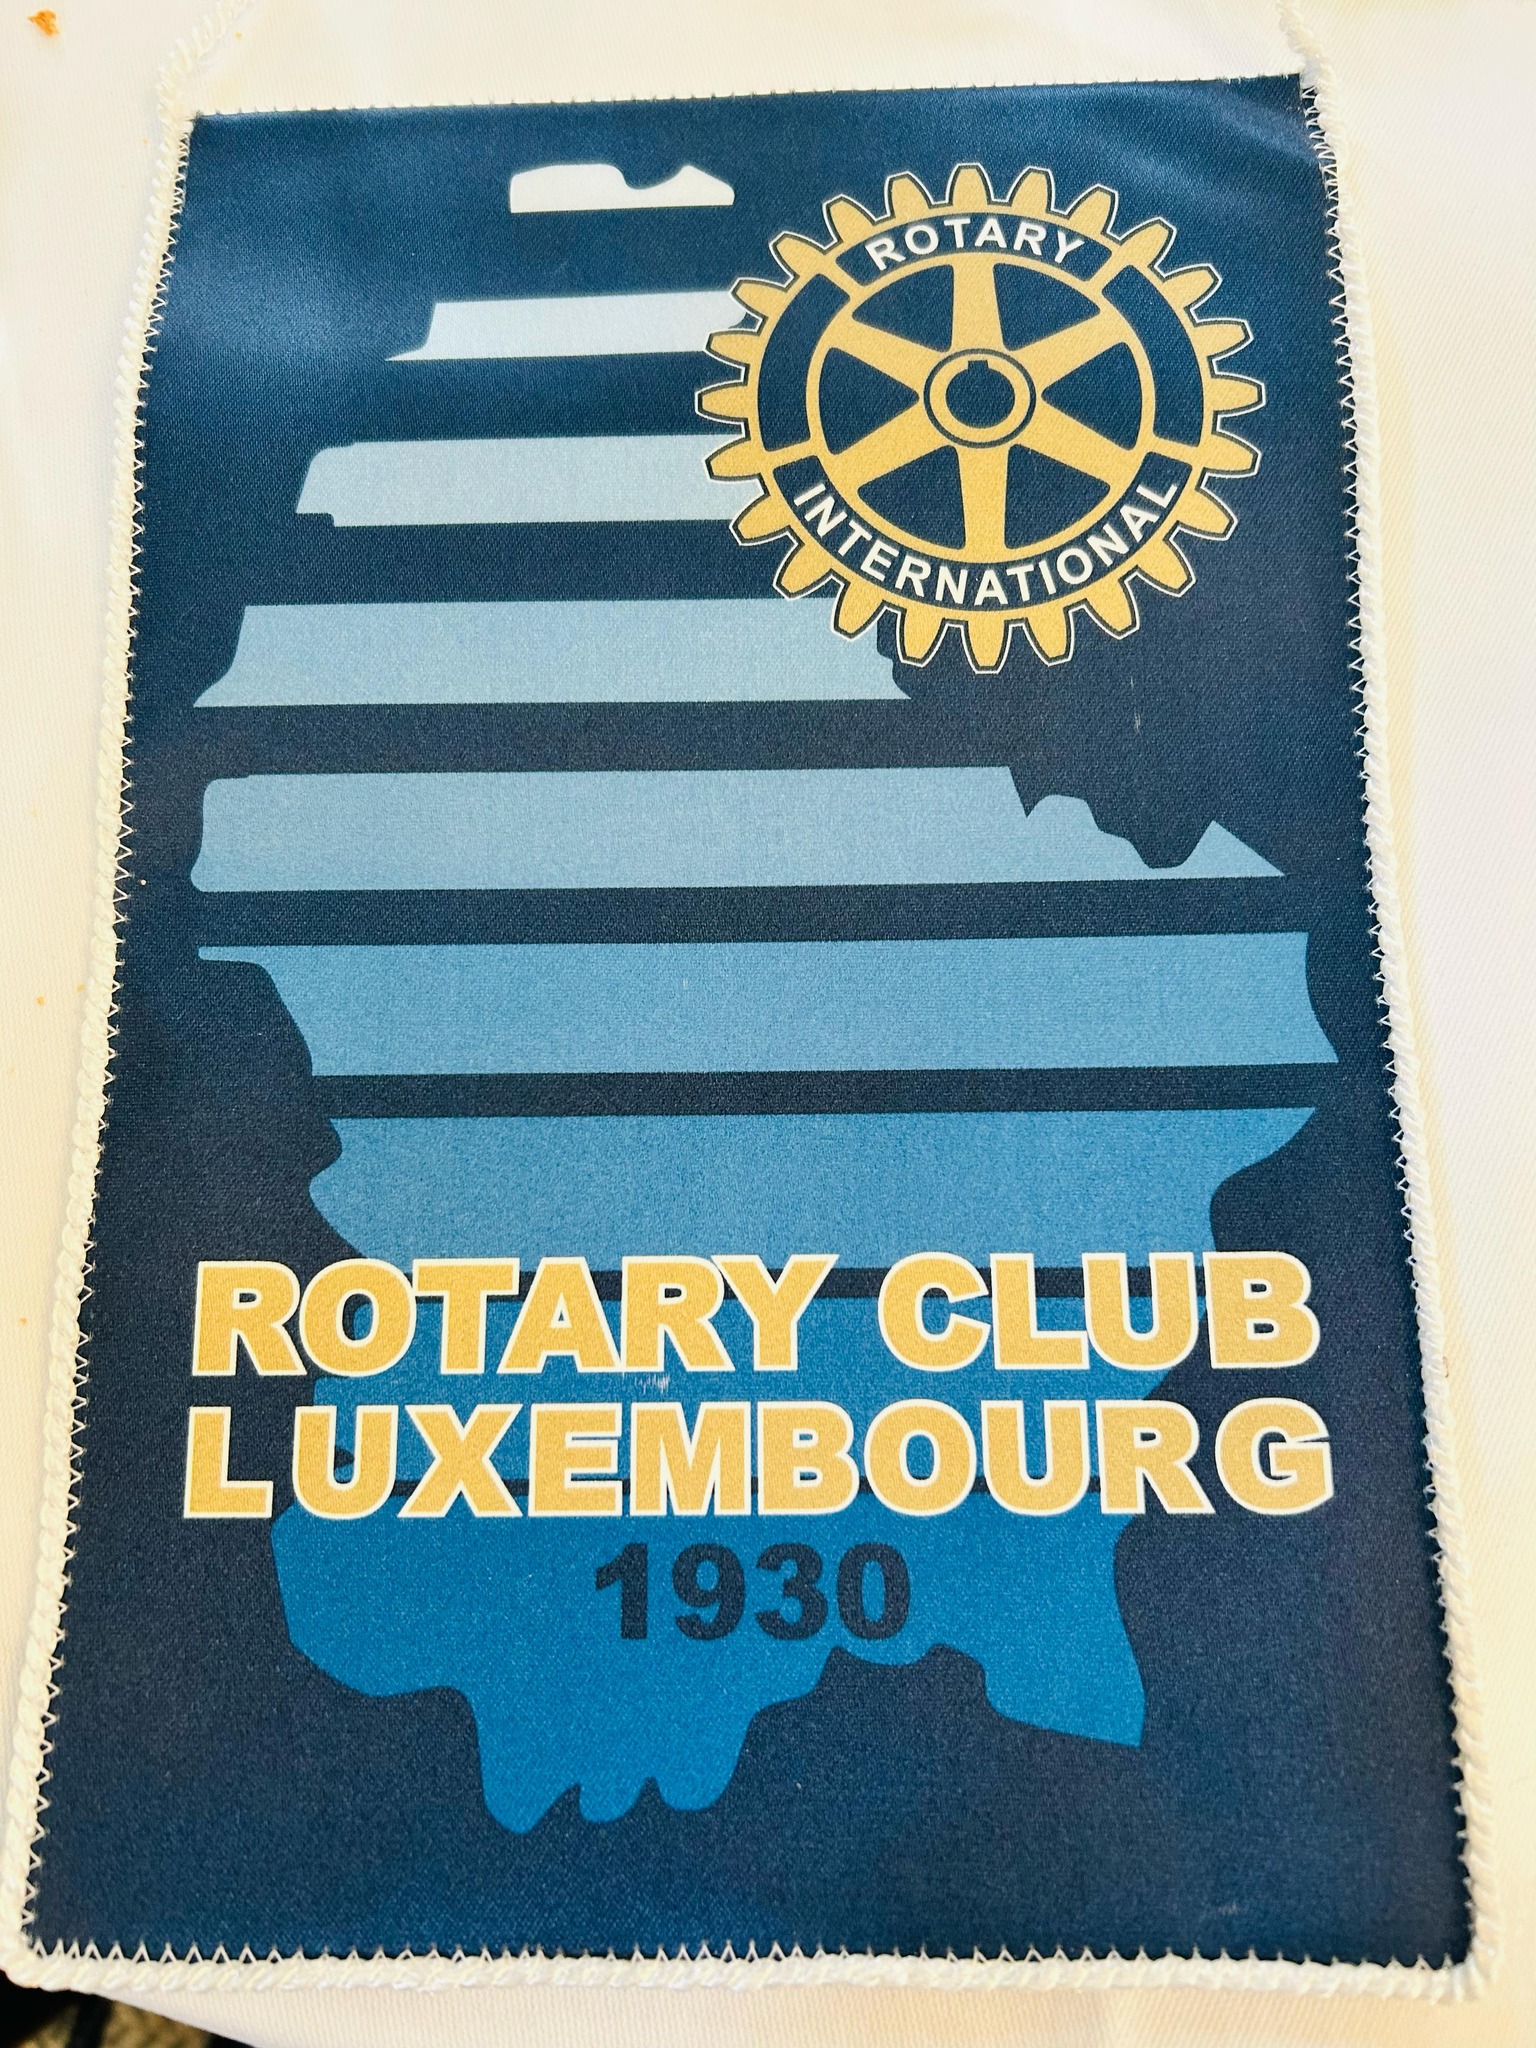 ROTARY
INTERNATIONAL
ROTARY CLUB
LUXEMBOURG
1930